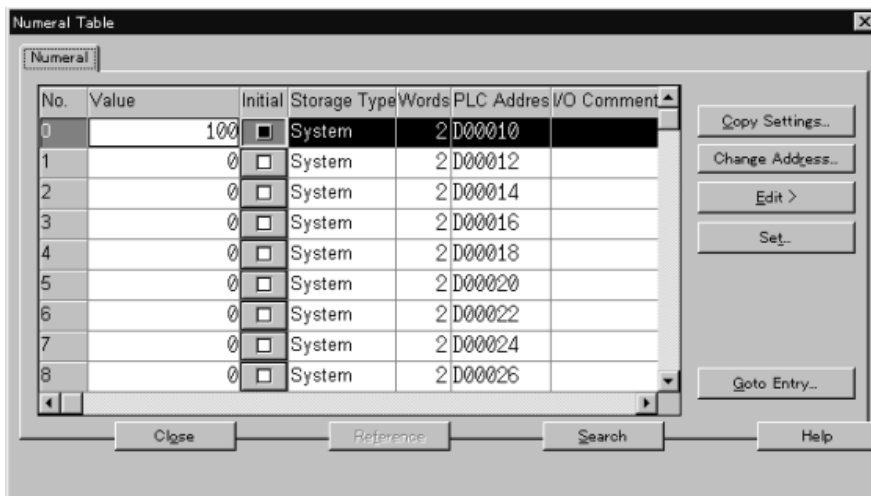 Numeral Table
Numeral
No. Value Initial Storage Type Words PLC Addres I/O Comment
0 100 System 2 D00010
1 0 System 2 D00012
2 0 System 2 D00014
3 0 System 2 D00016
4 0 System 2 D00018
5 0 System 2 D00020
6 0 System 2 D00022
7 0 System 2 D00024
8 0 System 2 D00026
Copy Settings...
Change Address...
Edit >
Set...
Goto Entry...
Close Reference Search Help